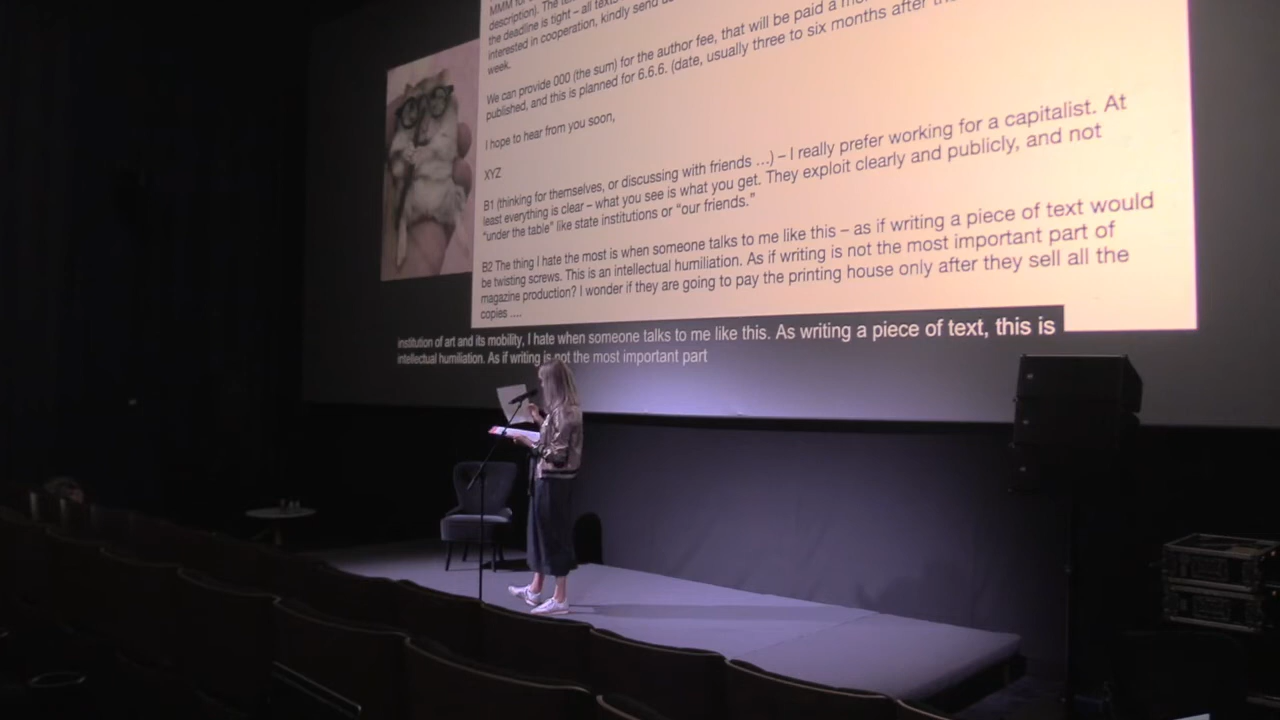 MMM for
description). The
the deadline is tight – all texts
interested in cooperation, kindly send us
week.
We can provide 000 (the sum) for the author fee, that will be paid a
published, and this is planned for 6.6.6. (date, usually three to six months after
I hope to hear from you soon,
XYZ
B1 (thinking for themselves, or discussing with friends ...) – I really prefer working for a capitalist. At
least everything is clear – what you see is what you get. They exploit clearly and publicly, and not
"under the table" like state institutions or "our friends."
B2 The thing I hate the most is when someone talks to me like this – as if writing a piece of text would
be twisting screws. This is an intellectual humiliation. As if writing is not the most important part of
magazine production? I wonder if they are going to pay the printing house only after they sell all the
copies ....
institution of art and its mobility, I hate when someone talks to me like this. As writing a piece of text, this is
intellectual humiliation. As if writing is not the most important part